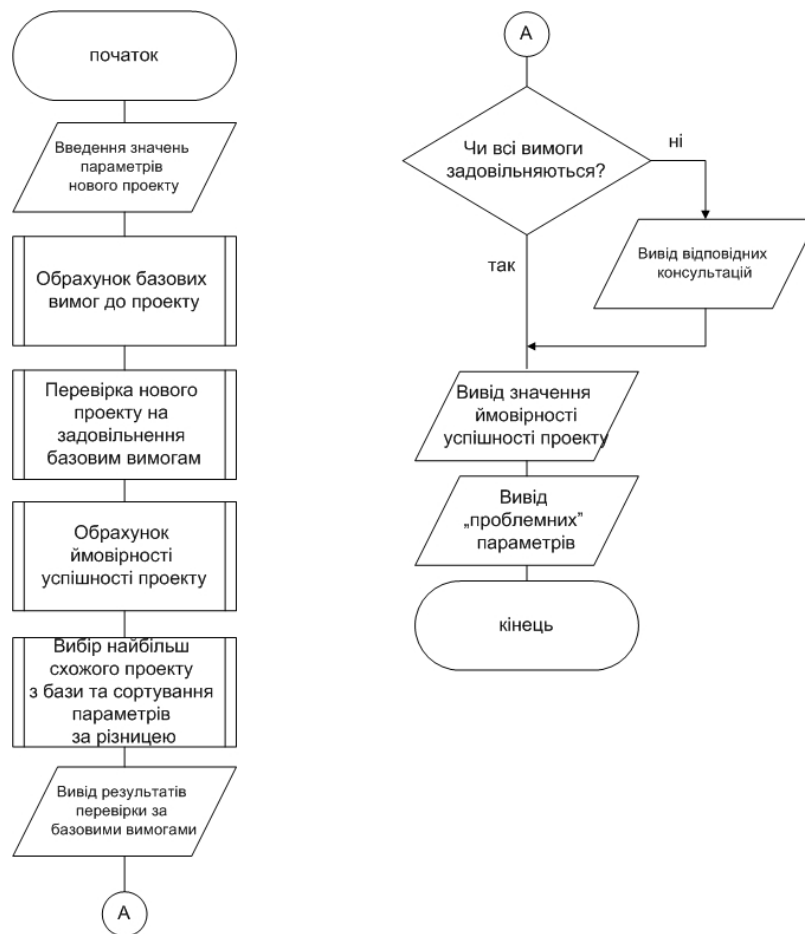 початок
Введення значень
параметрів
нового проекту
Обрахунок базових
вимог до проекту
Перевірка нового
проекту на
задовільнення
базовим вимогам
Обрахунок
ймовірності
успішності проекту
Вибір найбільш
схожого проекту
з бази та сортування
параметрів
за різницею
Вивід результатів
перевірки за
базовими вимогами
А
А
Чи всі вимоги
задовільняються?
ні
Вивід відповідних
консультацій
так
Вивід значення
ймовірності
успішності проекту
Вивід
„проблемних”
параметрів
кінець